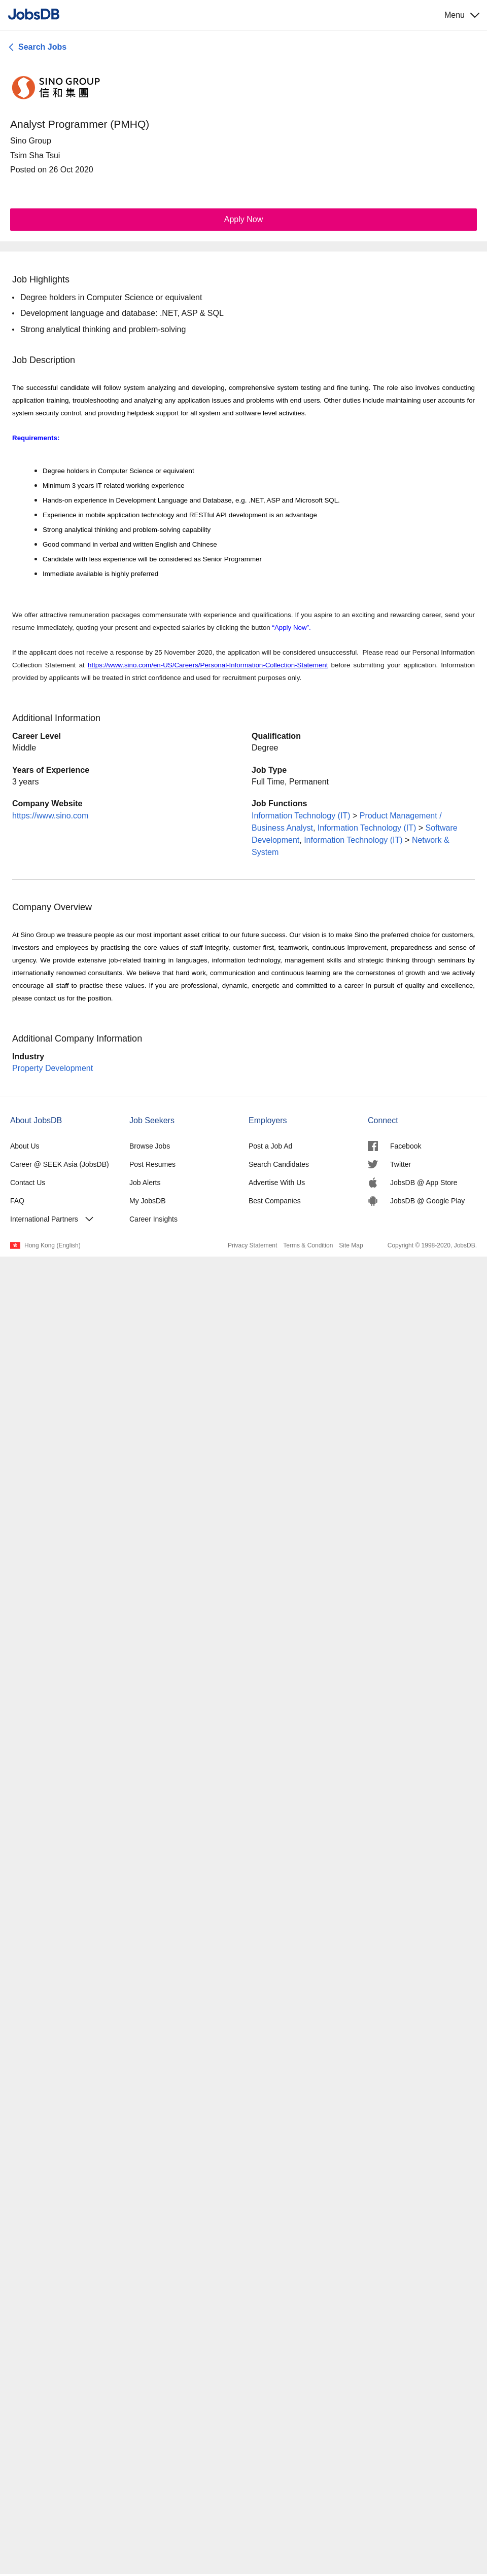 JobsDB
Menu
Search Jobs
SINO GROUP
信和集團
Analyst Programmer (PMHQ)
Sino Group
Tsim Sha Tsui
Posted on 26 Oct 2020
Apply Now
Job Highlights
• Degree holders in Computer Science or equivalent
• Development language and database: .NET, ASP & SQL
• Strong analytical thinking and problem-solving
Job Description
The successful candidate will follow system analyzing and developing, comprehensive system testing and fine tuning. The role also involves conducting
application training, troubleshooting and analyzing any application issues and problems with end users. Other duties include maintaining user accounts for
system security control, and providing helpdesk support for all system and software level activities.
Requirements:
• Degree holders in Computer Science or equivalent
• Minimum 3 years IT related working experience
• Hands-on experience in Development Language and Database, e.g. .NET, ASP and Microsoft SQL.
• Experience in mobile application technology and RESTful API development is an advantage
• Strong analytical thinking and problem-solving capability
• Good command in verbal and written English and Chinese
• Candidate with less experience will be considered as Senior Programmer
• Immediate available is highly preferred
We offer attractive remuneration packages commensurate with experience and qualifications. If you aspire to an exciting and rewarding career, send your
resume immediately, quoting your present and expected salaries by clicking the button "Apply Now".
If the applicant does not receive a response by 25 November 2020, the application will be considered unsuccessful. Please read our Personal Information
Collection Statement at https://www.sino.com/en-US/Careers/Personal-Information-Collection-Statement before submitting your application. Information
provided by applicants will be treated in strict confidence and used for recruitment purposes only.
Additional Information
Career Level
Middle
Qualification
Degree
Years of Experience
3 years
Job Type
Full Time, Permanent
Company Website
https://www.sino.com
Job Functions
Information Technology (IT) > Product Management /
Business Analyst, Information Technology (IT) > Software
Development, Information Technology (IT) > Network &
System
Company Overview
At Sino Group we treasure people as our most important asset critical to our future success. Our vision is to make Sino the preferred choice for customers,
investors and employees by practising the core values of staff integrity, customer first, teamwork, continuous improvement, preparedness and sense of
urgency. We provide extensive job-related training in languages, information technology, management skills and strategic thinking through seminars by
internationally renowned consultants. We believe that hard work, communication and continuous learning are the cornerstones of growth and we actively
encourage all staff to practise these values. If you are professional, dynamic, energetic and committed to a career in pursuit of quality and excellence,
please contact us for the position.
Additional Company Information
Industry
Property Development
About JobsDB
About Us
Career @ SEEK Asia (JobsDB)
Contact Us
FAQ
International Partners
Job Seekers
Browse Jobs
Post Resumes
Job Alerts
My JobsDB
Career Insights
Employers
Post a Job Ad
Search Candidates
Advertise With Us
Best Companies
Connect
Facebook
Twitter
JobsDB @ App Store
JobsDB @ Google Play
Hong Kong (English)
Privacy Statement Terms & Condition Site Map Copyright © 1998-2020, JobsDB.